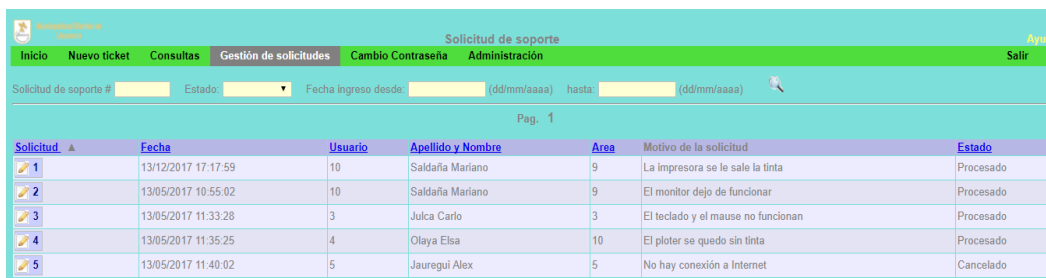 Solicitud de soporte
Ayu
Inicio Nuevo ticket Consultas Gestión de solicitudes Cambio Contraseña Administración Salir
Solicitud de soporte # Estado: Fecha ingreso desde: (dd/mm/aaaa) hasta: (dd/mm/aaaa)
Pag. 1
Solicitud ▲ Fecha Usuario Apellido y Nombre Area Motivo de la solicitud Estado
1 13/12/2017 17:17:59 10 Saldaña Mariano 9 La impresora se le sale la tinta Procesado
2 13/05/2017 10:55:02 10 Saldaña Mariano 9 El monitor dejo de funcionar Procesado
3 13/05/2017 11:33:28 3 Julca Carlo 3 El teclado y el mause no funcionan Procesado
4 13/05/2017 11:35:25 4 Olaya Elsa 10 El ploter se quedo sin tinta Procesado
5 13/05/2017 11:40:02 5 Jauregui Alex 5 No hay conexión a Internet Cancelado